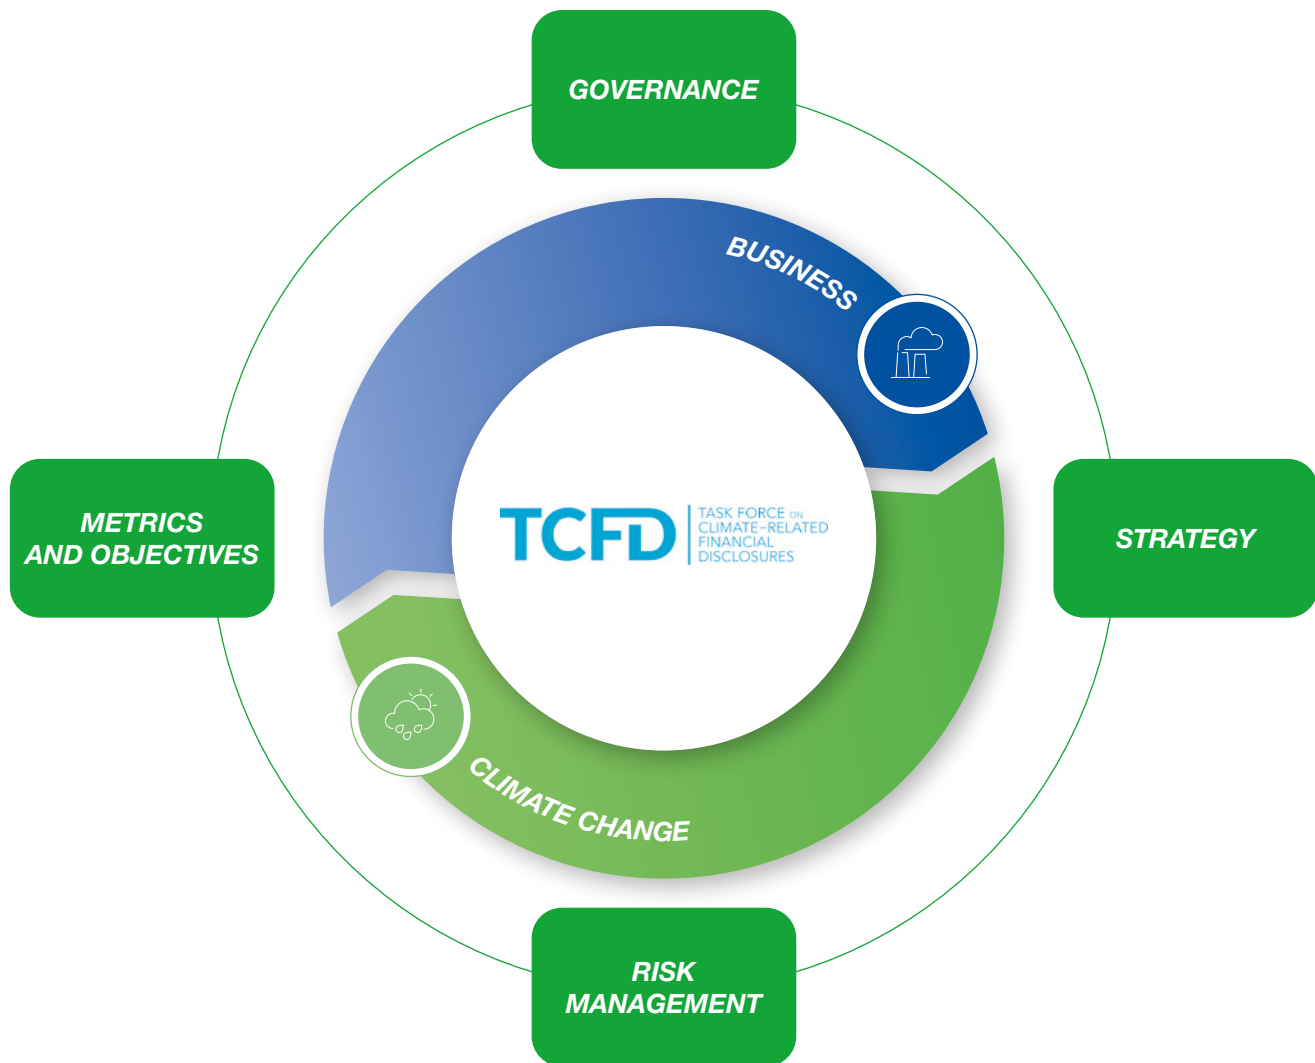 GOVERNANCE
BUSINESS
METRICS
AND OBJECTIVES
TCFD
TASK FORCE ON
CLIMATE-RELATED
FINANCIAL
DISCLOSURES
STRATEGY
CLIMATE CHANGE
RISK
MANAGEMENT